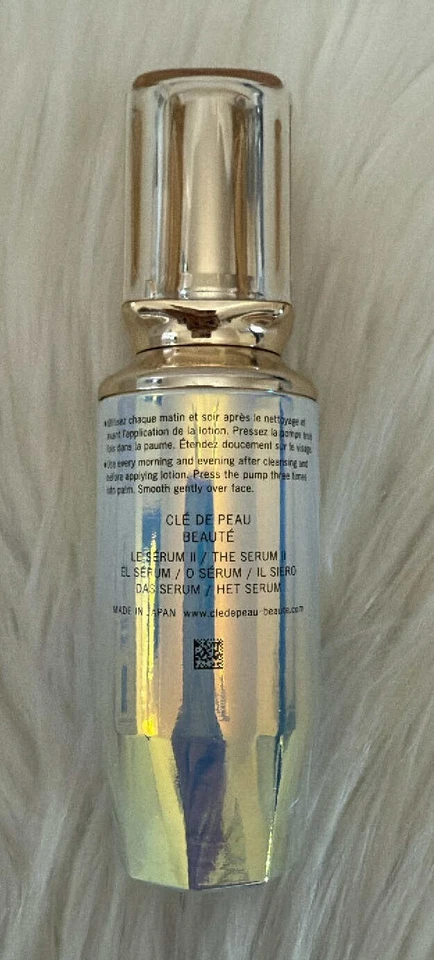 •Utilisez chaque matin et soir après le nettoyage et
avant l'application de la lotion. Pressez la pompe trois
fois dans la paume. Étendez doucement sur le visage.
•Use every morning and evening after cleansing and
before applying lotion. Press the pump three times
into palm. Smooth gently over face.
CLÉ DE PEAU
BEAUTÉ
LE SÉRUM II / THE SERUM II
EL SÉRUM / O SÉRUM / IL SIERO
DAS SERUM / HET SERUM
MADE IN JAPAN www.cledepeau-beaute.com